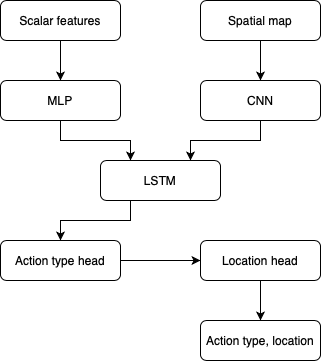 Scalar features
Spatial map
MLP
CNN
LSTM
Action type head
Location head
Action type, location